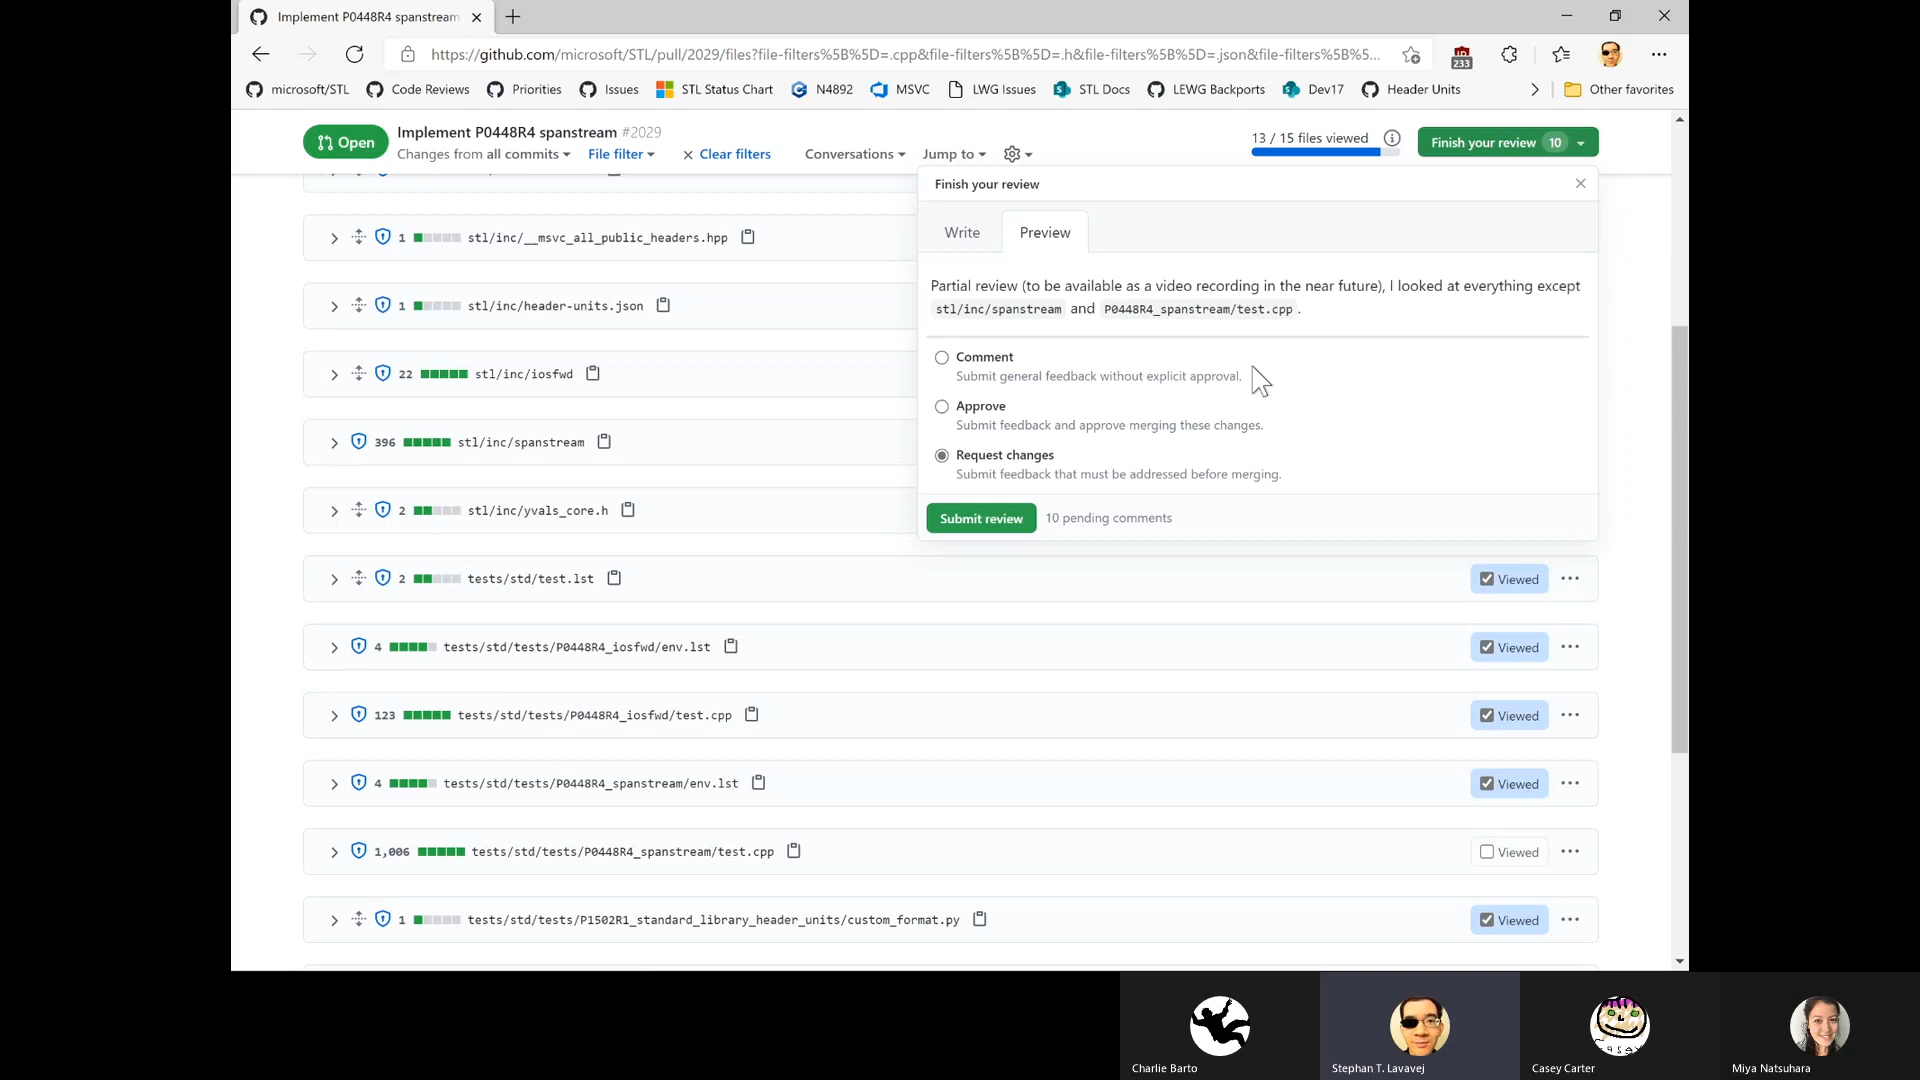 Implement P0448R4 spanstream
https://github.com/microsoft/STL/pull/2029/files?file-filters%5B%5D=.cpp&file-filters%5B%5D=.h&file-filters%5B%5D=.json&file-filters%5B%5...
233
microsoft/STL Code Reviews Priorities Issues STL Status Chart N4892 MSVC LWG Issues STL Docs LEWG Backports Dev17 Header Units Other favorites
Open
Implement P0448R4 spanstream #2029
Changes from all commits File filter Clear filters Conversations Jump to
13 / 15 files viewed
Finish your review 10
Finish your review
Write Preview
Partial review (to be available as a video recording in the near future), I looked at everything except
stl/inc/spanstream and P0448R4_spanstream/test.cpp.
Comment
Submit general feedback without explicit approval.
Approve
Submit feedback and approve merging these changes.
Request changes
Submit feedback that must be addressed before merging.
Submit review 10 pending comments
1 stl/inc/__msvc_all_public_headers.hpp
1 stl/inc/header-units.json
22 stl/inc/iosfwd
396 stl/inc/spanstream
2 stl/inc/yvals_core.h
2 tests/std/test.lst Viewed
4 tests/std/tests/P0448R4_iosfwd/env.lst Viewed
123 tests/std/tests/P0448R4_iosfwd/test.cpp Viewed
4 tests/std/tests/P0448R4_spanstream/env.lst Viewed
1,006 tests/std/tests/P0448R4_spanstream/test.cpp Viewed
1 tests/std/tests/P1502R1_standard_library_header_units/custom_format.py Viewed
Charlie Barto
Stephan T. Lavavej
Casey Carter
Miya Natsuhara